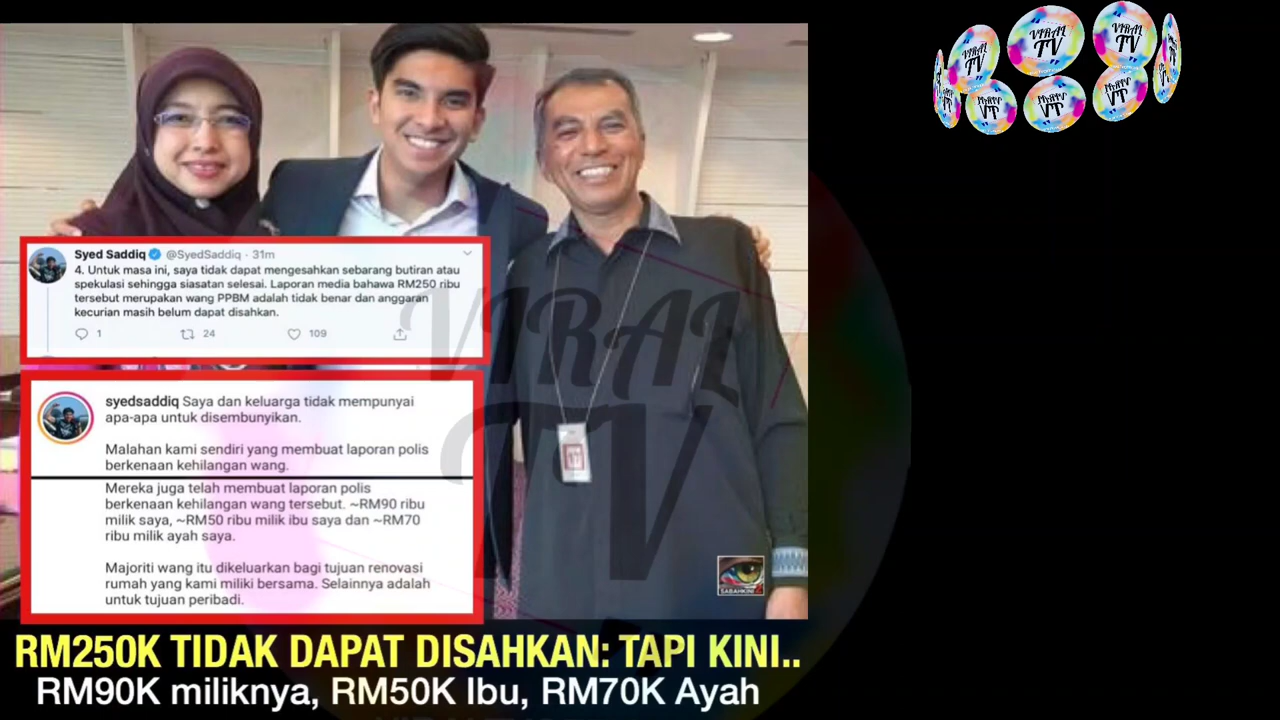 Syed Saddiq @SyedSaddiq · 31m
4. Untuk masa ini, saya tidak dapat mengesahkan sebarang butiran atau
spekulasi sehingga siasatan selesai. Laporan media bahawa RM250 ribu
tersebut merupakan wang PPBM adalah tidak benar dan anggaran
kecurian masih belum dapat disahkan.
1 24 109
syedsaddiq Saya dan keluarga tidak mempunyai
apa-apa untuk disembunyikan.
Malahan kami sendiri yang membuat laporan polis
berkenaan kehilangan wang.
Mereka juga telah membuat laporan polis
berkenaan kehilangan wang tersebut. ~RM90 ribu
milik saya, ~RM50 ribu milik ibu saya dan ~RM70
ribu milik ayah saya.
Majoriti wang itu dikeluarkan bagi tujuan renovasi
rumah yang kami miliki bersama. Selainnya adalah
untuk tujuan peribadi.
VIRAL
TV
SABAHKINI
RM250K TIDAK DAPAT DISAHKAN: TAPI KINI..
RM90K miliknya, RM50K Ibu, RM70K Ayah
VIRAL
TV
VIRAL
TV
VIRAL
TV